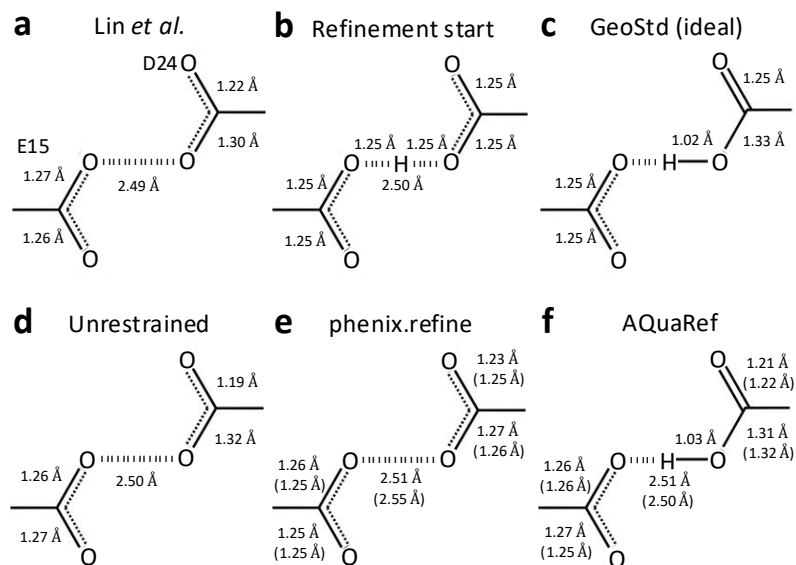 a Lin et al.
D24 O
1.22 Å
1.30 Å
O
E15
O
1.27 Å
2.49 Å
1.26 Å
O
b Refinement start
O
1.25 Å
1.25 Å 1.25 Å
1.25 Å
O H O
2.50 Å
1.25 Å
1.25 Å
O
c GeoStd (ideal)
O
1.25 Å
1.02 Å
1.33 Å
O H O
1.25 Å
1.25 Å
O
d Unrestrained
O
1.19 Å
1.32 Å
O O
1.26 Å
2.50 Å
1.27 Å
O
e phenix.refine
O
1.23 Å
(1.25 Å)
1.27 Å
(1.26 Å)
O O
1.26 Å
(1.25 Å)
2.51 Å
(2.55 Å)
1.25 Å
(1.25 Å)
O
f AQuaRef
O
1.21 Å
(1.22 Å)
1.03 Å
1.31 Å
(1.32 Å)
O H O
1.26 Å
(1.26 Å)
2.51 Å
(2.50 Å)
1.27 Å
(1.25 Å)
O